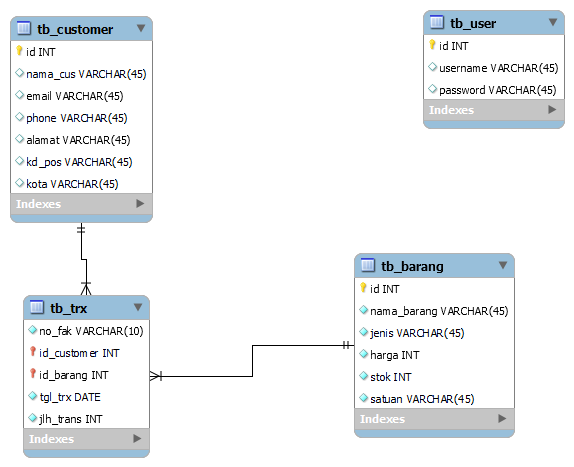 tb_customer
id INT
nama_cus VARCHAR(45)
email VARCHAR(45)
phone VARCHAR(45)
alamat VARCHAR(45)
kd_pos VARCHAR(45)
kota VARCHAR(45)
Indexes
tb_user
id INT
username VARCHAR(45)
password VARCHAR(45)
Indexes
tb_trx
no_fak VARCHAR(10)
id_customer INT
id_barang INT
tgl_trx DATE
jlh_trans INT
Indexes
tb_barang
id INT
nama_barang VARCHAR(45)
jenis VARCHAR(45)
harga INT
stok INT
satuan VARCHAR(45)
Indexes